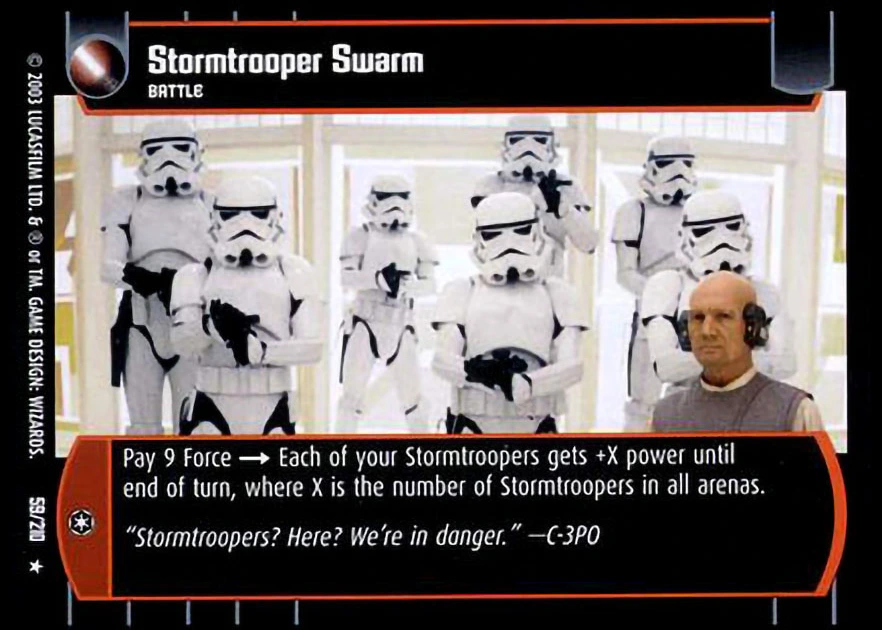 Stormtrooper Swarm
BATTLE
Pay 9 Force → Each of your Stormtroopers gets +X power until
end of turn, where X is the number of Stormtroopers in all arenas.
"Stormtroopers? Here? We're in danger." —C-3PO
© 2003 LUCASFILM LTD. & ® or TM. GAME DESIGN: WIZARDS. 59/210 ★